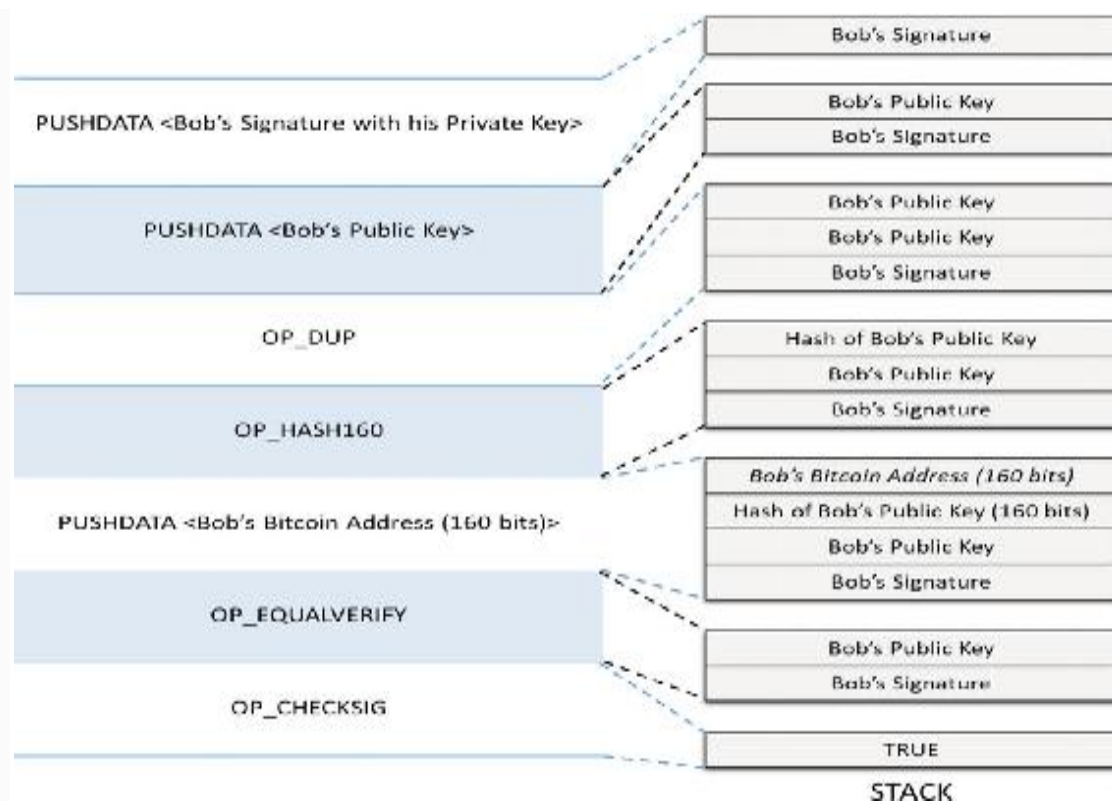 PUSHDATA <Bob's Signature with his Private Key>
PUSHDATA <Bob's Public Key>
OP_DUP
OP_HASH160
PUSHDATA <Bob's Bitcoin Address (160 bits)>
OP_EQUALVERIFY
OP_CHECKSIG
Bob's Signature
Bob's Public Key
Bob's Signature
Bob's Public Key
Bob's Public Key
Bob's Signature
Hash of Bob's Public Key
Bob's Public Key
Bob's Signature
Bob's Bitcoin Address (160 bits)
Hash of Bob's Public Key (160 bits)
Bob's Public Key
Bob's Signature
Bob's Public Key
Bob's Signature
TRUE
STACK